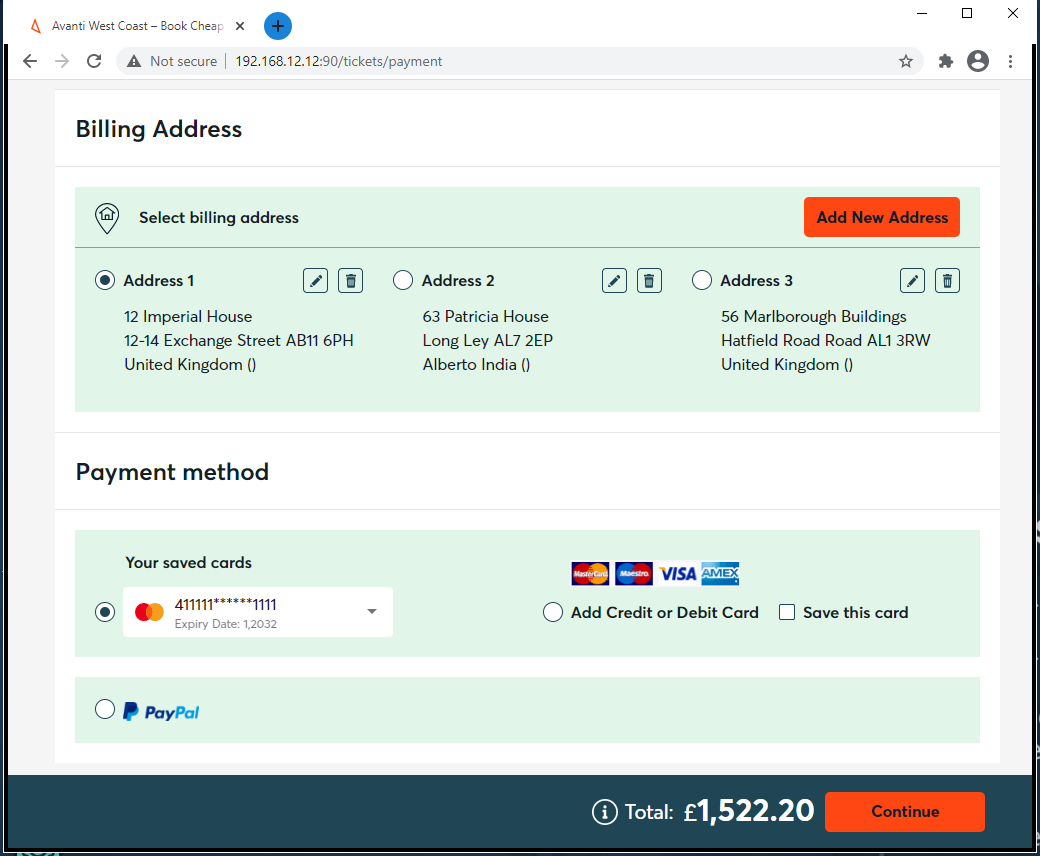 Avanti West Coast – Book Cheap
Not secure 192.168.12.12:90/tickets/payment
Billing Address
Select billing address
Add New Address
Address 1
12 Imperial House
12-14 Exchange Street AB11 6PH
United Kingdom ()
Address 2
63 Patricia House
Long Ley AL7 2EP
Alberto India ()
Address 3
56 Marlborough Buildings
Hatfield Road Road AL1 3RW
United Kingdom ()
Payment method
Your saved cards
411111******1111
Expiry Date: 1,2032
MasterCard Maestro VISA AMEX
Add Credit or Debit Card
Save this card
PayPal
Total: £1,522.20
Continue